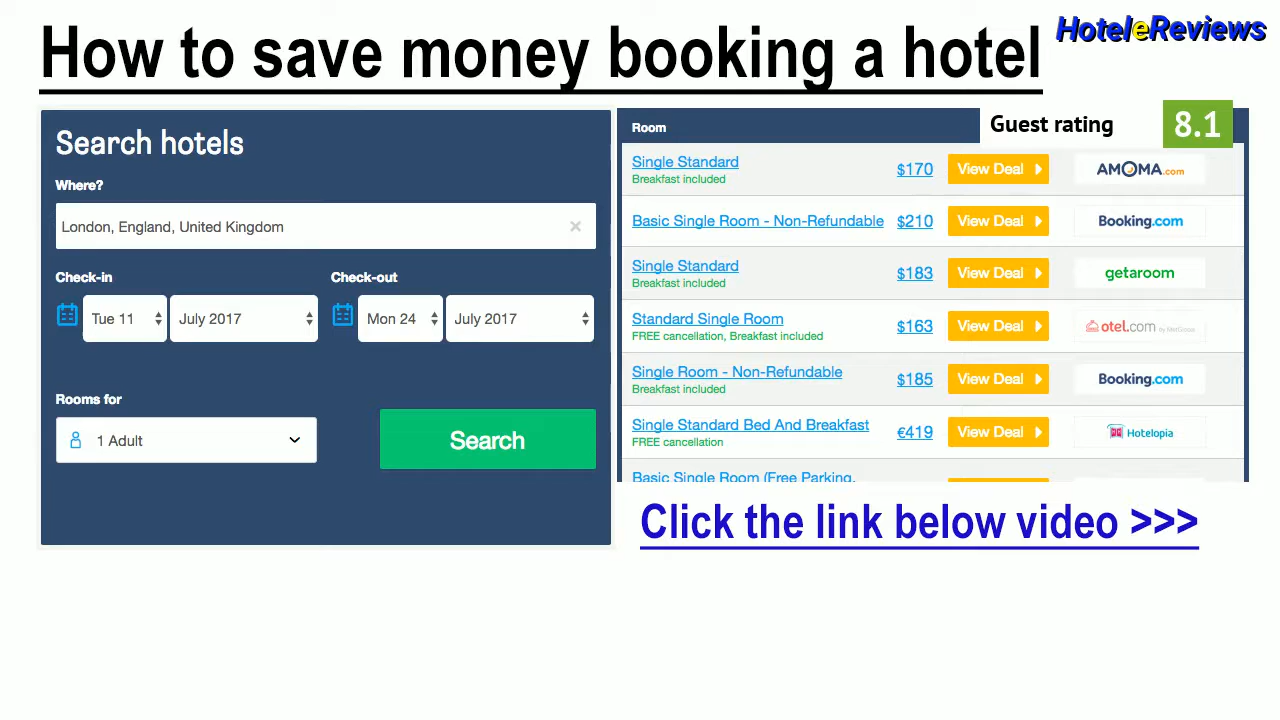 How to save money booking a hotel
HoteleReviews
Search hotels
Where?
London, England, United Kingdom
Check-in
Check-out
Tue 11
July 2017
Mon 24
July 2017
Rooms for
1 Adult
Search
Room
Guest rating
8.1
Single Standard
Breakfast included
$170
View Deal
AMOMA.com
Basic Single Room - Non-Refundable
$210
View Deal
Booking.com
Single Standard
Breakfast included
$183
View Deal
getaroom
Standard Single Room
FREE cancellation, Breakfast included
$163
View Deal
otel.com
Single Room - Non-Refundable
Breakfast included
$185
View Deal
Booking.com
Single Standard Bed And Breakfast
FREE cancellation
€419
View Deal
Hotelopia
Basic Single Room (Free Parking,
Click the link below video >>>